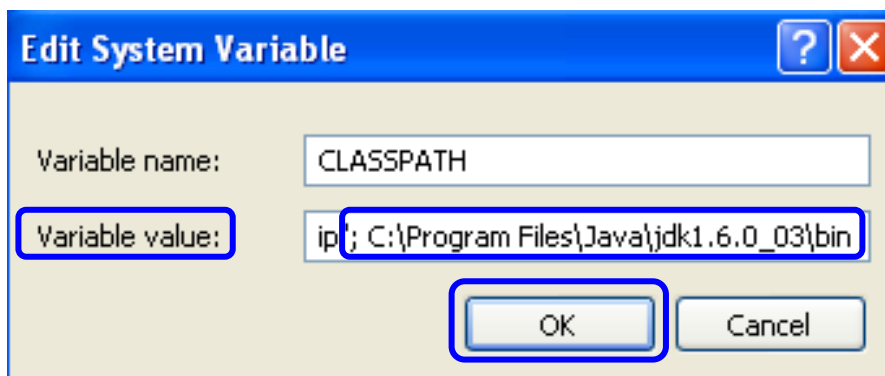 Edit System Variable
Variable name: CLASSPATH
Variable value: ip"; C:\Program Files\Java\jdk1.6.0_03\bin
OK Cancel